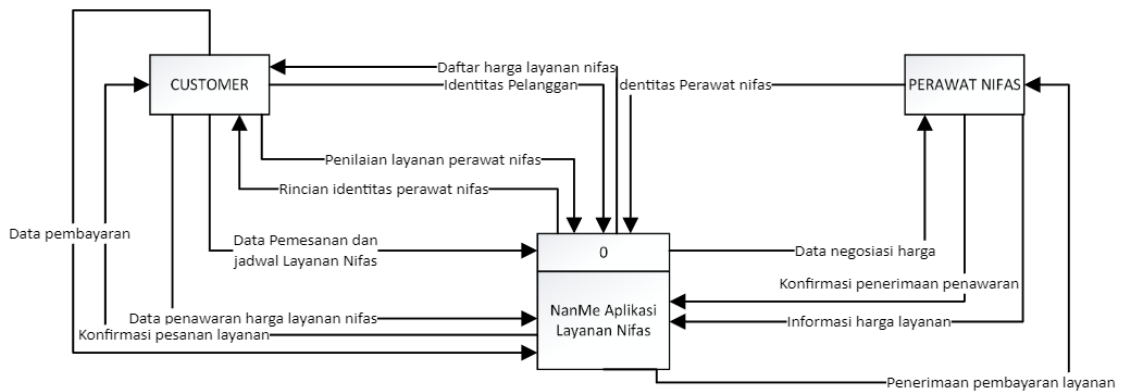 Daftar harga layanan nifas
CUSTOMER
Identitas Pelanggan
dentitas Perawat nifas
PERAWAT NIFAS
Penilaian layanan perawat nifas
Rincian identitas perawat nifas
Data pembayaran
Data Pemesanan dan
jadwal Layanan Nifas
0
Data negosiasi harga
Konfirmasi penerimaan penawaran
NanMe Aplikasi
Layanan Nifas
Data penawaran harga layanan nifas
Informasi harga layanan
Konfirmasi pesanan layanan
Penerimaan pembayaran layanan